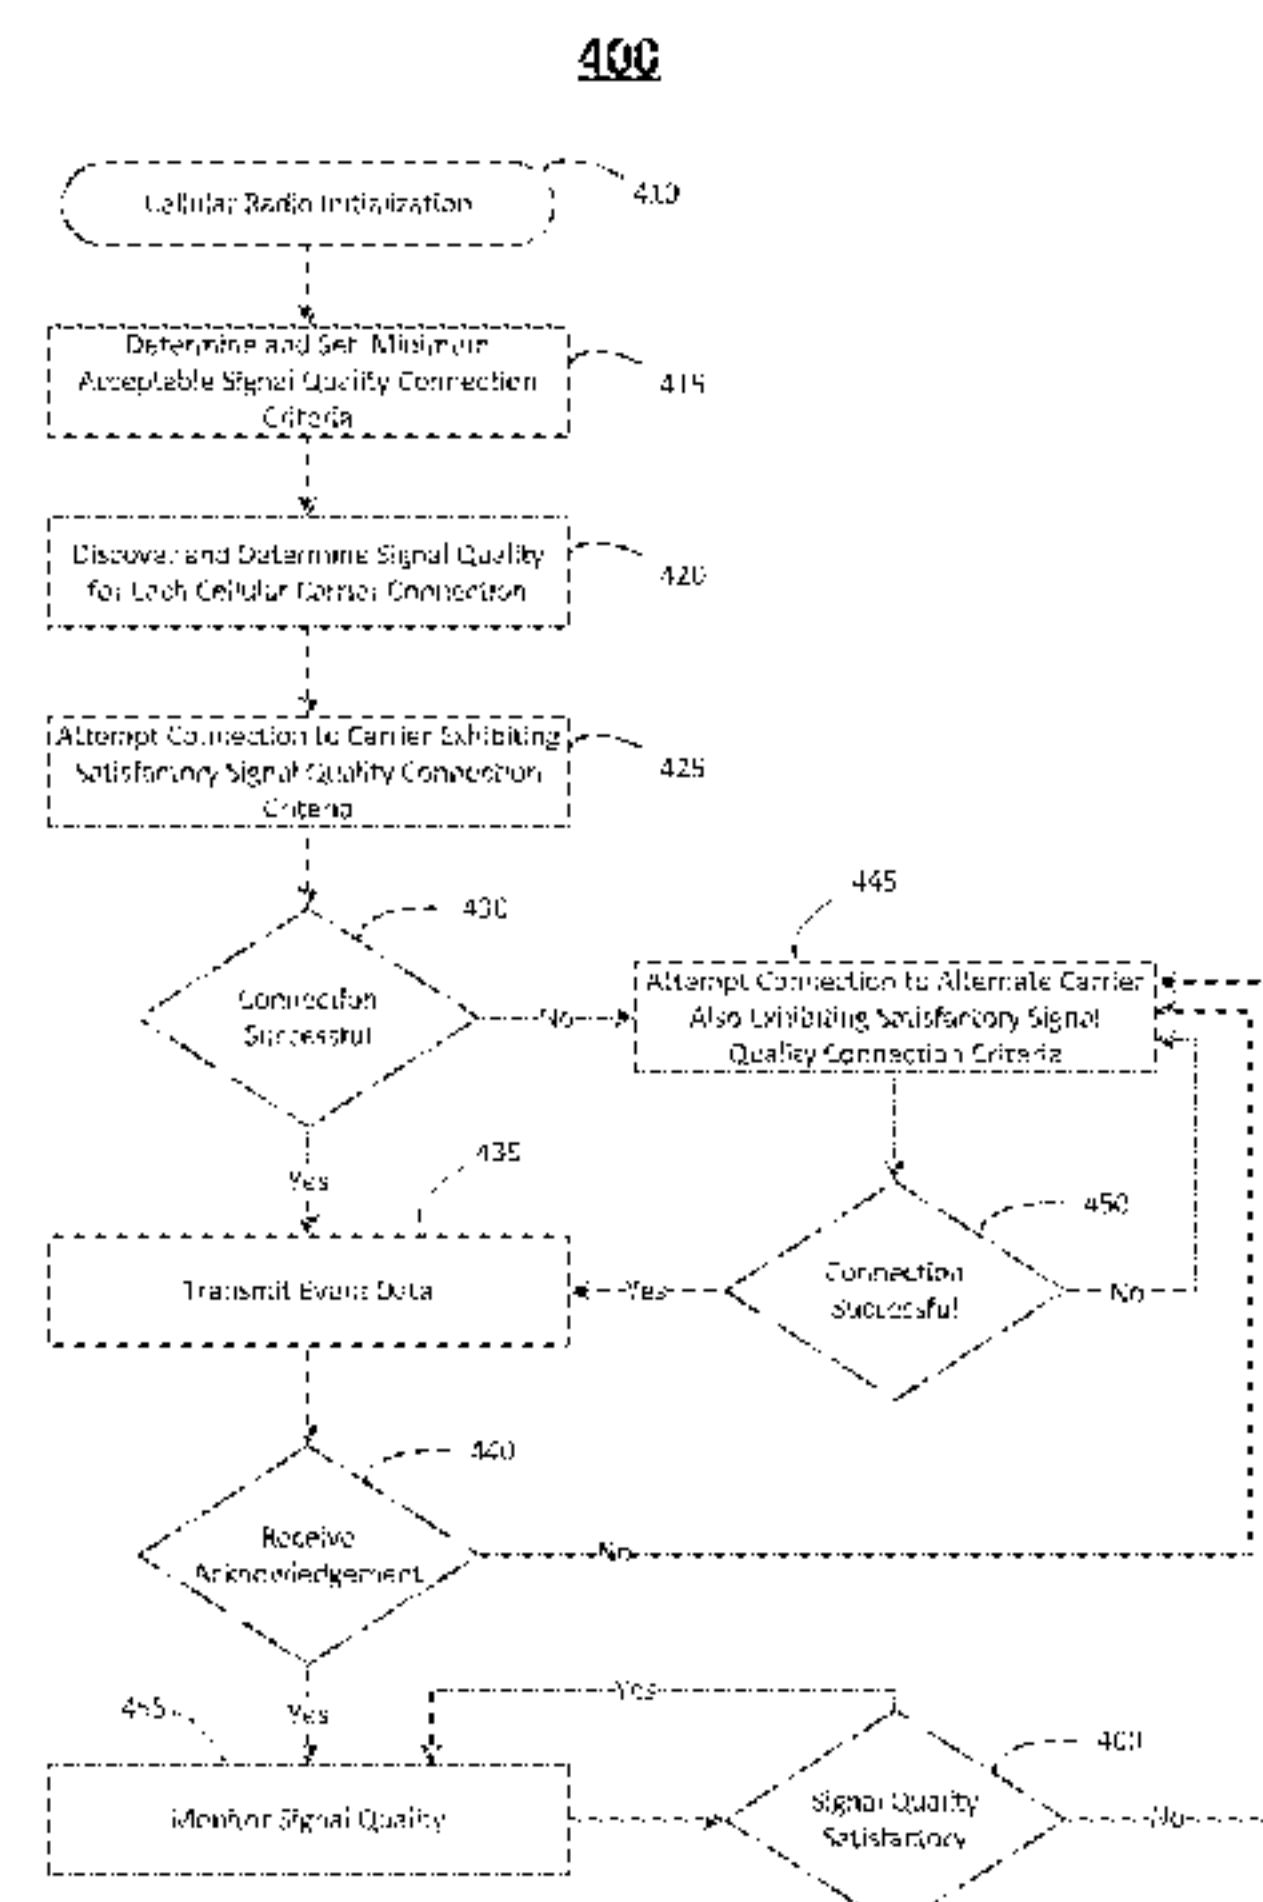 400
Cellular Radio Initialization
410
Determine and Set Minimum
Acceptable Signal Quality Connection
Criteria
415
Discover and Determine Signal Quality
for Each Cellular Carrier Connection
420
Attempt Connection to Carrier Exhibiting
Satisfactory Signal Quality Connection
Criteria
425
430
Connection
Successful
No
445
Attempt Connection to Alternate Carrier
Also Exhibiting Satisfactory Signal
Quality Connection Criteria
Yes
435
450
Connection
Successful
Yes
No
Transmit Event Data
440
Receive
Acknowledgement
No
Yes
455
Yes
Monitor Signal Quality
460
Signal Quality
Satisfactory
No